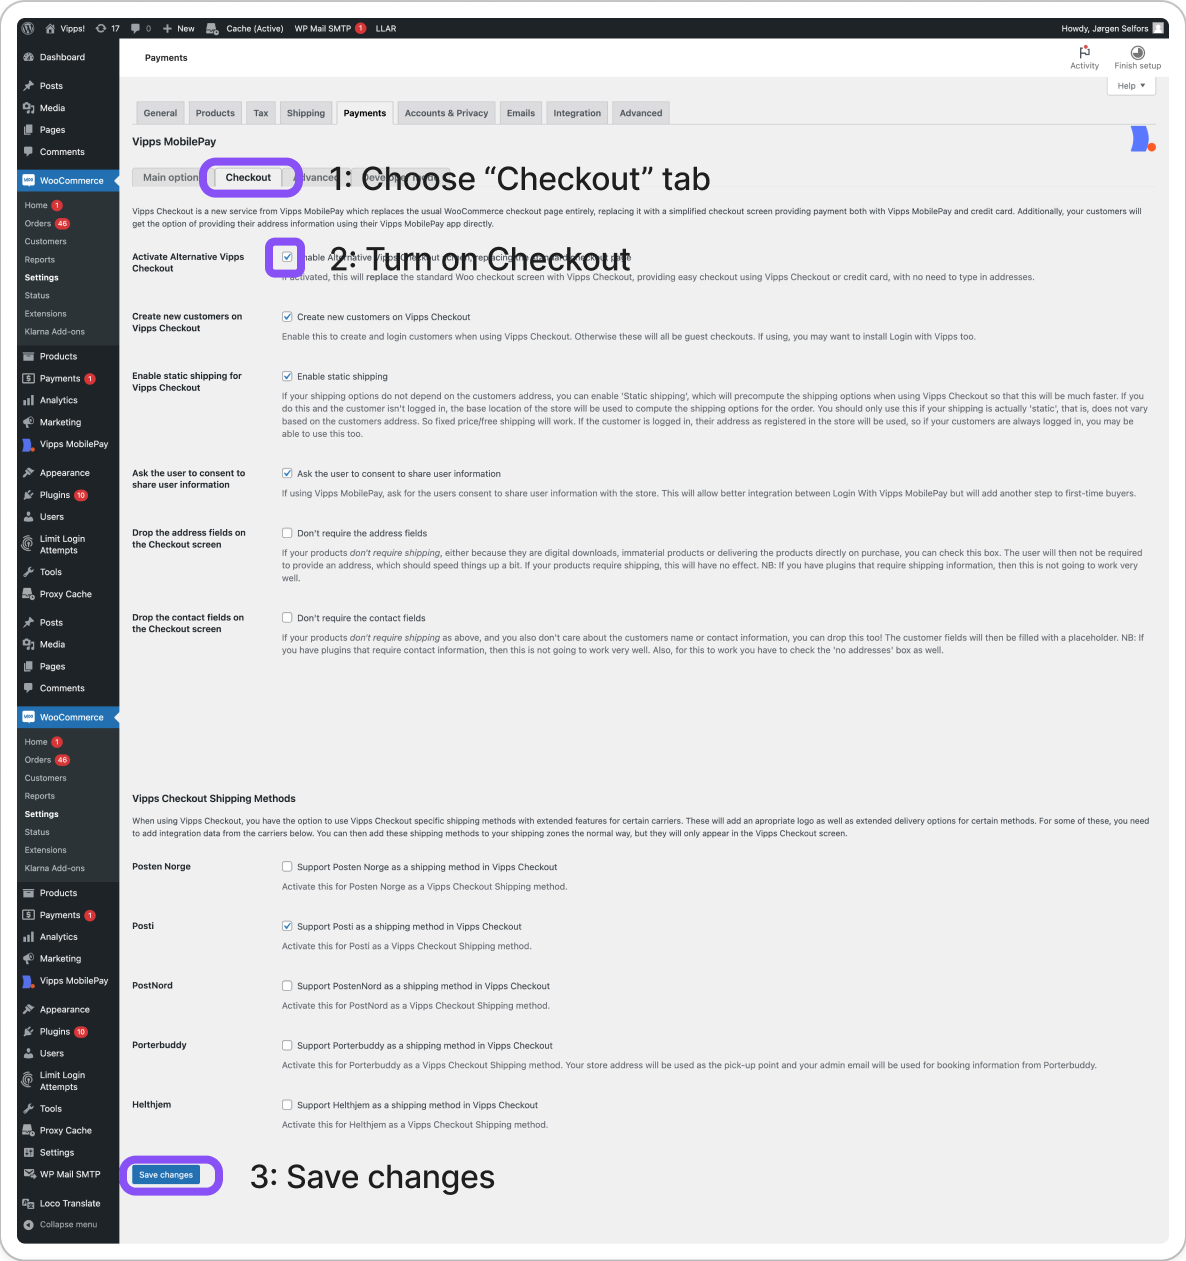 Vipps!
17
0
New
Cache (Active)
WP Mail SMTP 1
LLAR
Howdy, Jørgen Selfors
Dashboard
Posts
Media
Pages
Comments
WooCommerce
Home 1
Orders 46
Customers
Reports
Settings
Status
Extensions
Klarna Add-ons
Products
Payments 1
Analytics
Marketing
Vipps MobilePay
Appearance
Plugins 10
Users
Limit Login
Attempts
Tools
Proxy Cache
Posts
Media
Pages
Comments
WooCommerce
Home 1
Orders 46
Customers
Reports
Settings
Status
Extensions
Klarna Add-ons
Products
Payments 1
Analytics
Marketing
Vipps MobilePay
Appearance
Plugins 10
Users
Limit Login
Attempts
Tools
Proxy Cache
Settings
WP Mail SMTP
Loco Translate
Collapse menu
Payments
Activity
Finish setup
Help
General
Products
Tax
Shipping
Payments
Accounts & Privacy
Emails
Integration
Advanced
Vipps MobilePay
Main option
Checkout
1: Choose “Checkout” tab
Vipps Checkout is a new service from Vipps MobilePay which replaces the usual WooCommerce checkout page entirely, replacing it with a simplified checkout screen providing payment both with Vipps MobilePay and credit card. Additionally, your customers will
get the option of providing their address information using their Vipps MobilePay app directly.
Activate Alternative Vipps
Checkout
2: Turn on Checkout
activated, this will replace the standard Woo checkout screen with Vipps Checkout, providing easy checkout using Vipps Checkout or credit card, with no need to type in addresses.
Create new customers on
Vipps Checkout
Create new customers on Vipps Checkout
Enable this to create and login customers when using Vipps Checkout. Otherwise these will all be guest checkouts. If using, you may want to install Login with Vipps too.
Enable static shipping for
Vipps Checkout
Enable static shipping
If your shipping options do not depend on the customers address, you can enable 'Static shipping', which will precompute the shipping options when using Vipps Checkout so that this will be much faster. If you
do this and the customer isn't logged in, the base location of the store will be used to compute the shipping options for the order. You should only use this if your shipping is actually 'static', that is, does not vary
based on the customers address. So fixed price/free shipping will work. If the customer is logged in, their address as registered in the store will be used, so if your customers are always logged in, you may be
able to use this too.
Ask the user to consent to
share user information
Ask the user to consent to share user information
If using Vipps MobilePay, ask for the users consent to share user information with the store. This will allow better integration between Login With Vipps MobilePay but will add another step to first-time buyers.
Drop the address fields on
the Checkout screen
Don't require the address fields
If your products don't require shipping, either because they are digital downloads, immaterial products or delivering the products directly on purchase, you can check this box. The user will then not be required
to provide an address, which should speed things up a bit. If your products require shipping, this will have no effect. NB: If you have plugins that require shipping information, then this is not going to work very
well.
Drop the contact fields on
the Checkout screen
Don't require the contact fields
If your products don't require shipping as above, and you also don't care about the customers name or contact information, you can drop this too! The customer fields will then be filled with a placeholder. NB: If
you have plugins that require contact information, then this is not going to work very well. Also, for this to work you have to check the 'no addresses' box as well.
Vipps Checkout Shipping Methods
When using Vipps Checkout, you have the option to use Vipps Checkout specific shipping methods with extended features for certain carriers. These will add an apropriate logo as well as extended delivery options for certain methods. For some of these, you need
to add integration data from the carriers below. You can then add these shipping methods to your shipping zones the normal way, but they will only appear in the Vipps Checkout screen.
Posten Norge
Support Posten Norge as a shipping method in Vipps Checkout
Activate this for Posten Norge as a Vipps Checkout Shipping method.
Posti
Support Posti as a shipping method in Vipps Checkout
Activate this for Posti as a Vipps Checkout Shipping method.
PostNord
Support PostenNord as a shipping method in Vipps Checkout
Activate this for PostNord as a Vipps Checkout Shipping method.
Porterbuddy
Support Porterbuddy as a shipping method in Vipps Checkout
Activate this for Porterbuddy as a Vipps Checkout Shipping method. Your store address will be used as the pick-up point and your admin email will be used for booking information from Porterbuddy.
Helthjem
Support Helthjem as a shipping method in Vipps Checkout
Activate this for Helthjem as a Vipps Checkout Shipping method.
Save changes
3: Save changes